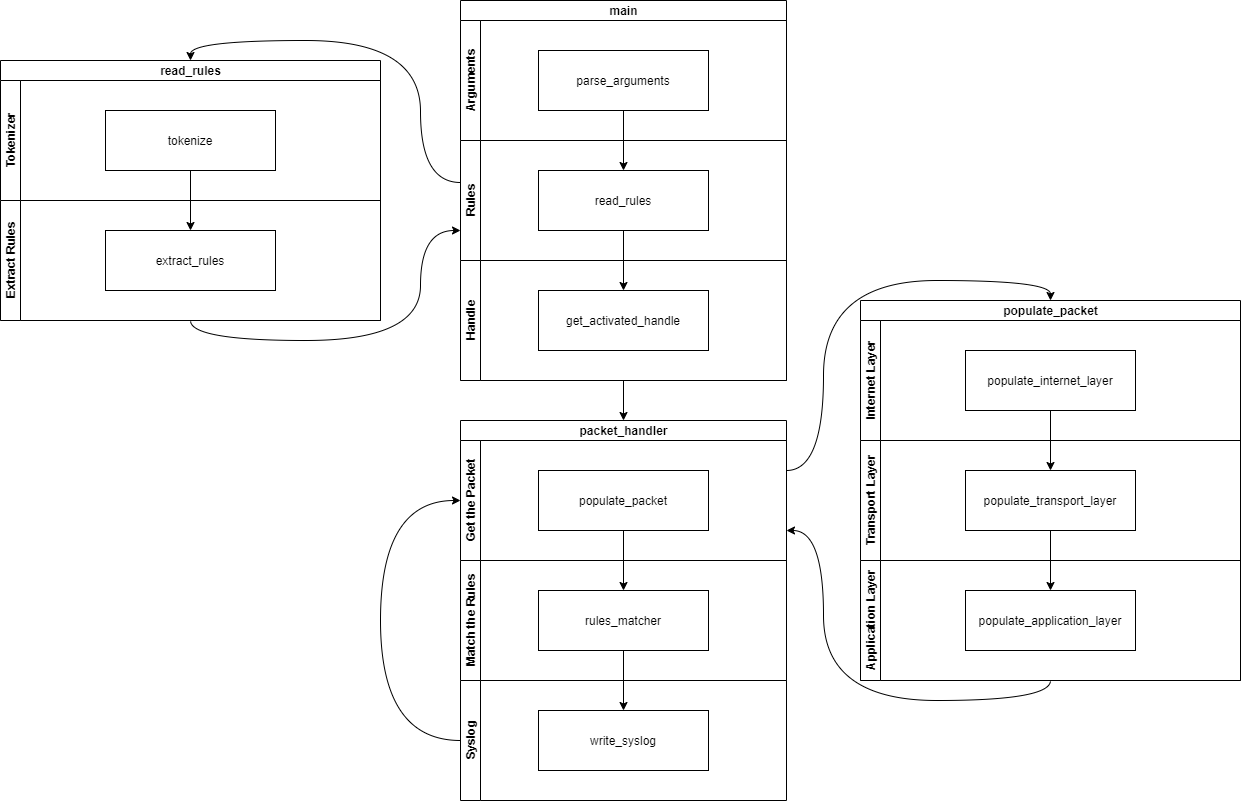 main
Arguments
parse_arguments
Rules
read_rules
Handle
get_activated_handle
read_rules
Tokenizer
tokenize
Extract Rules
extract_rules
packet_handler
Get the Packet
populate_packet
Match the Rules
rules_matcher
Syslog
write_syslog
populate_packet
Internet Layer
populate_internet_layer
Transport Layer
populate_transport_layer
Application Layer
populate_application_layer